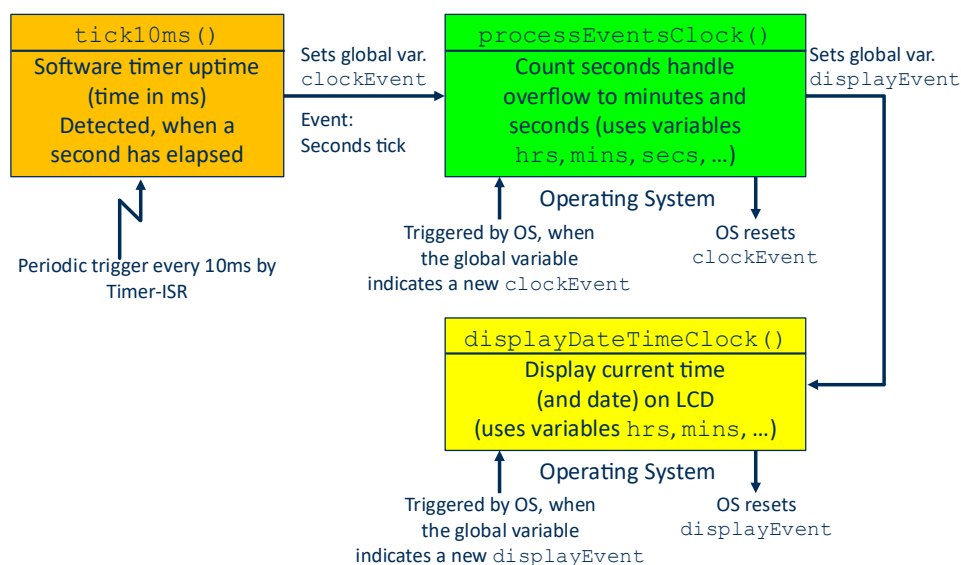 tick10ms()
Software timer uptime
(time in ms)
Detected, when a
second has elapsed
Sets global var.
clockEvent
Event:
Seconds tick
processEventsClock()
Count seconds handle
overflow to minutes and
seconds (uses variables
hrs, mins, secs, …)
Sets global var.
displayEvent
Periodic trigger every 10ms by
Timer-ISR
Operating System
Triggered by OS, when
the global variable
indicates a new clockEvent
OS resets
clockEvent
displayDateTimeClock()
Display current time
(and date) on LCD
(uses variables hrs, mins, …)
Operating System
Triggered by OS, when
the global variable
indicates a new displayEvent
OS resets
displayEvent